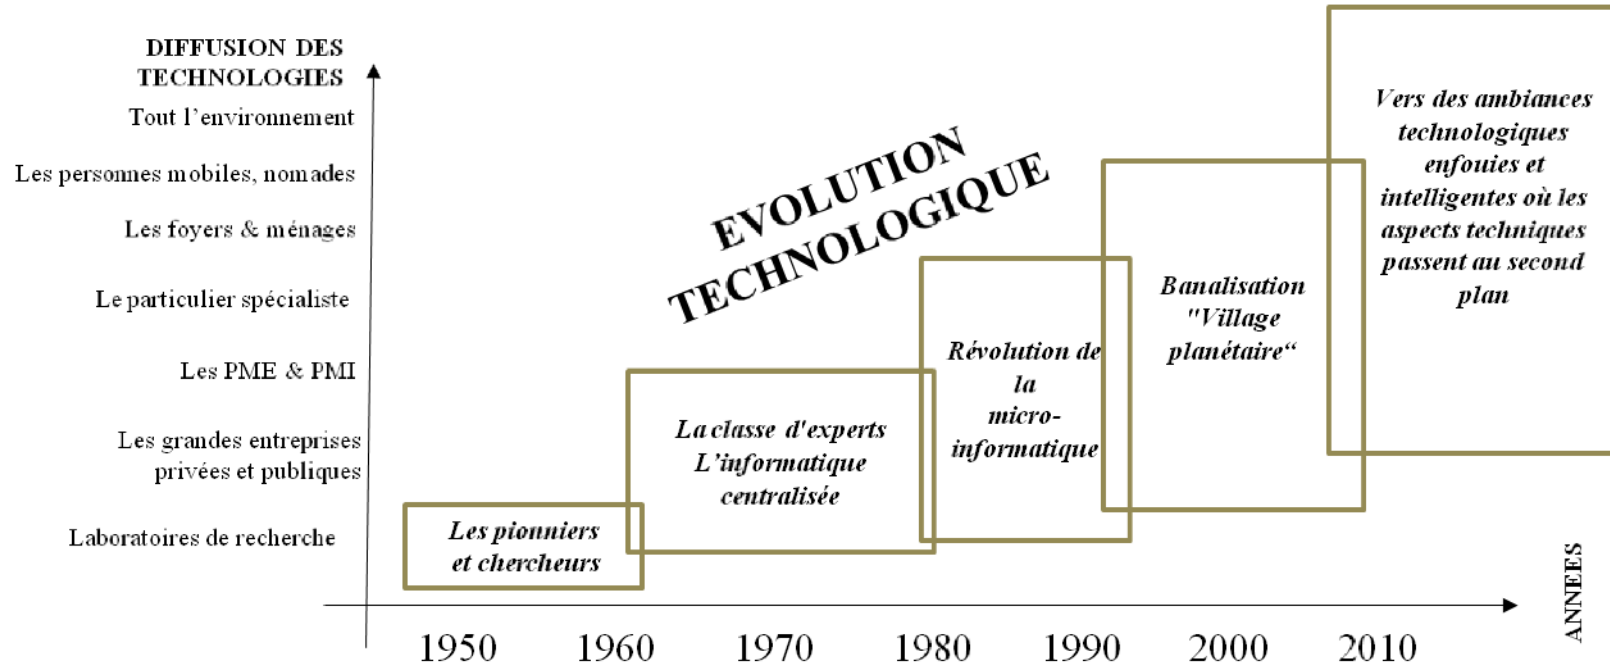 DIFFUSION DES
TECHNOLOGIES
Tout l’environnement
Les personnes mobiles, nomades
Les foyers & ménages
Le particulier spécialiste
Les PME & PMI
Les grandes entreprises
privées et publiques
Laboratoires de recherche
EVOLUTION
TECHNOLOGIQUE
Les pionniers
et chercheurs
La classe d'experts
L’informatique
centralisée
Révolution de
la
micro-
informatique
Banalisation
"Village
planétaire“
Vers des ambiances
technologiques
enfouies et
intelligentes où les
aspects techniques
passent au second
plan
1950
1960
1970
1980
1990
2000
2010
ANNEES